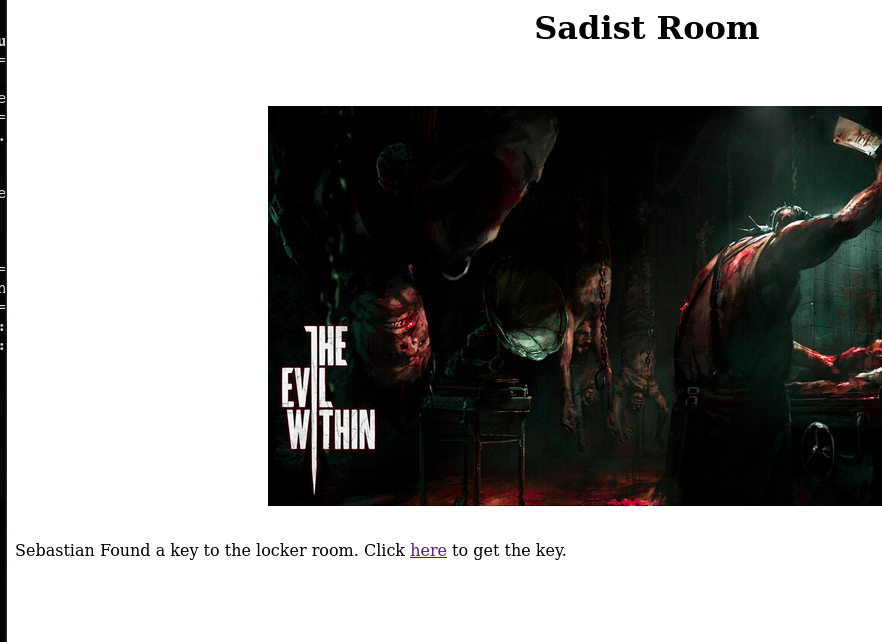 Sadist Room
THE
EVIL
WITHIN
Sebastian Found a key to the locker room. Click here to get the key.